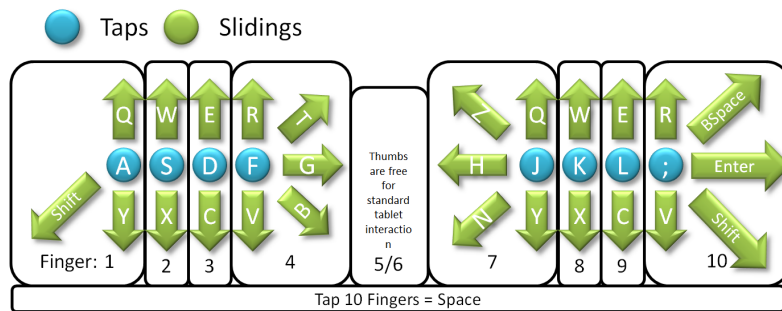 Taps Slidings
Q W E R T
A S D F G
Shift Y X C V B
Finger: 1 2 3 4
Thumbs
are free
for
standard
tablet
interactio
n
5/6
Z Q W E R BSpace
H J K L ; Enter
N Y X C V Shift
7 8 9 10
Tap 10 Fingers = Space